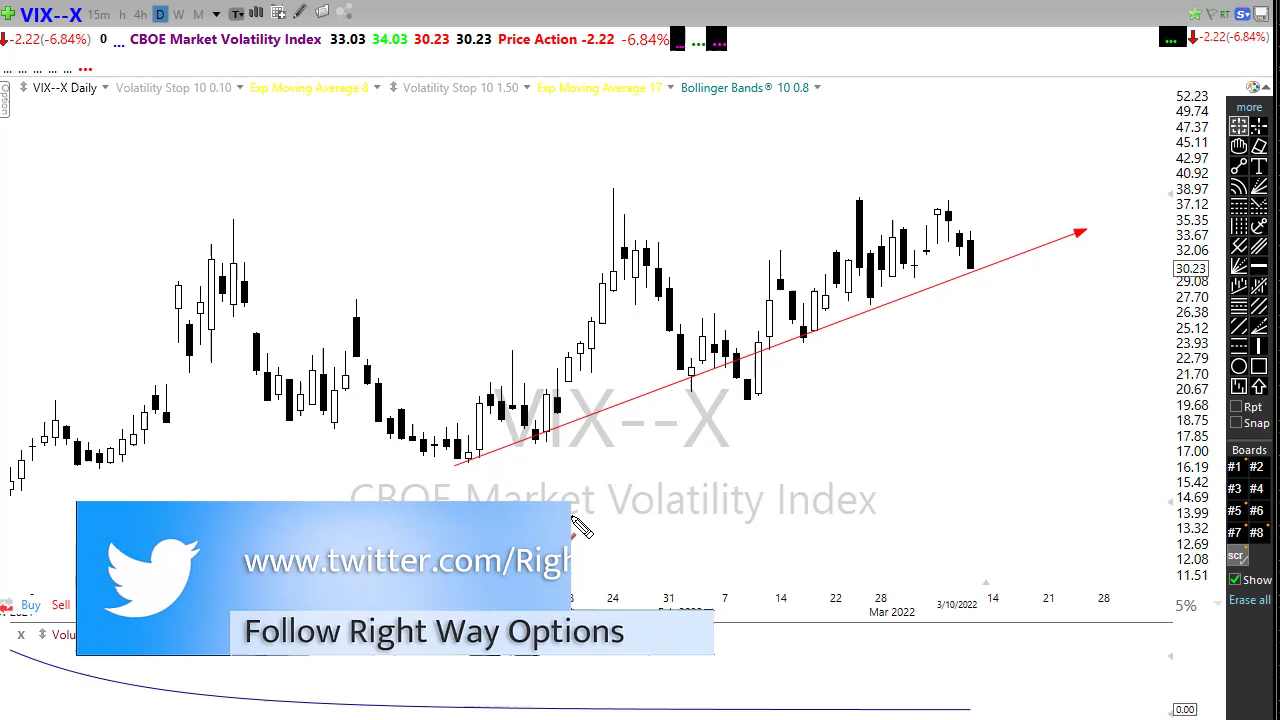 VIX--X 15m h 4h D W M T
-2.22(-6.84%) 0 ... CBOE Market Volatility Index 33.03 34.03 30.23 30.23 Price Action -2.22 -6.84% ... ... ... ... -2.22(-6.84%)
... ... ... ... ... ...
RT
S
Option
VIX--X Daily Volatility Stop 10 0.10 Exp Moving Average 8 Volatility Stop 10 1.50 Exp Moving Average 17 Bollinger Bands® 10 0.8
52.23
49.74
47.37
45.11
42.97
40.92
38.97
37.12
35.35
33.67
32.06
30.23
29.08
27.70
26.38
25.12
23.93
22.79
21.70
20.67
19.68
18.75
17.85
17.00
16.19
15.42
14.69
13.99
13.32
12.69
12.08
11.51
5%
0.00
more
T
Rpt
Snap
Boards
#1 #2
#3 #4
#5 #6
#7 #8
scr
Show
Erase all
VIX--X
CBOE Market Volatility Index
www.twitter.com/Righ
Follow Right Way Options
Buy Sell
24 31 7 14 22 28 3/10/2022 14 21 28
Mar 2022
X Volu